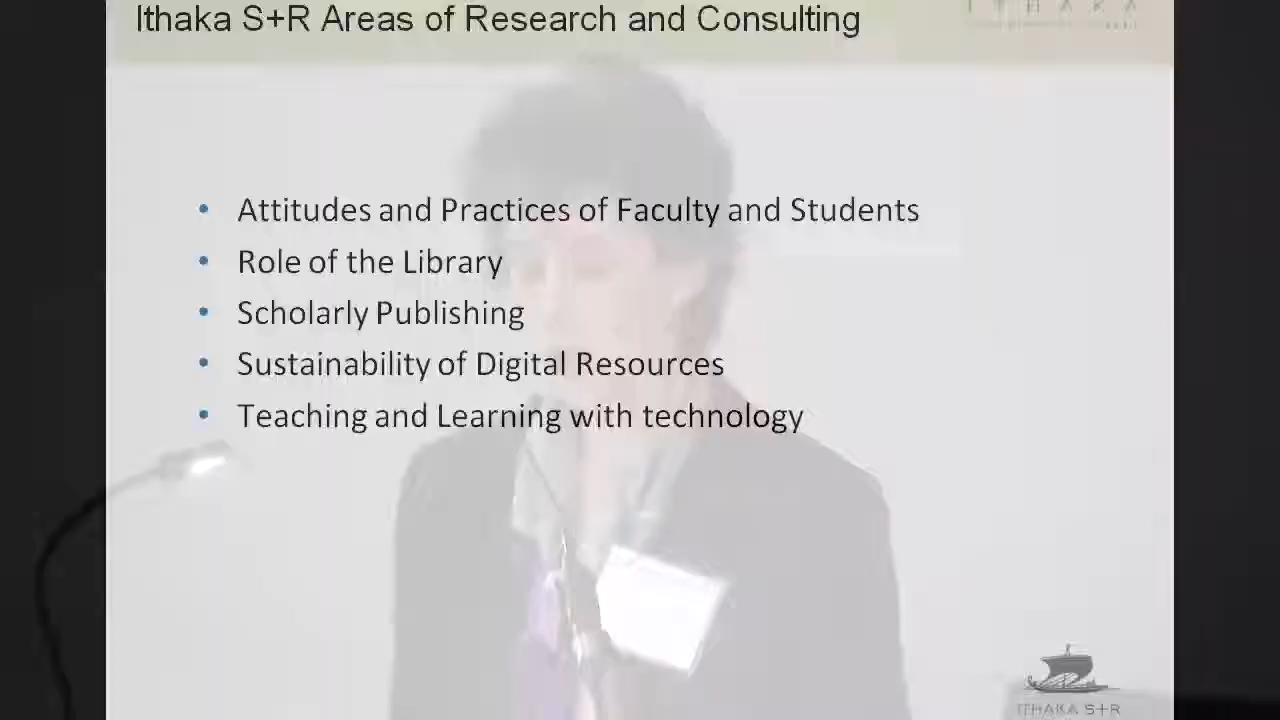 Ithaka S+R Areas of Research and Consulting
I T H A K A
• Attitudes and Practices of Faculty and Students
• Role of the Library
• Scholarly Publishing
• Sustainability of Digital Resources
• Teaching and Learning with technology
ITHAKA S+R